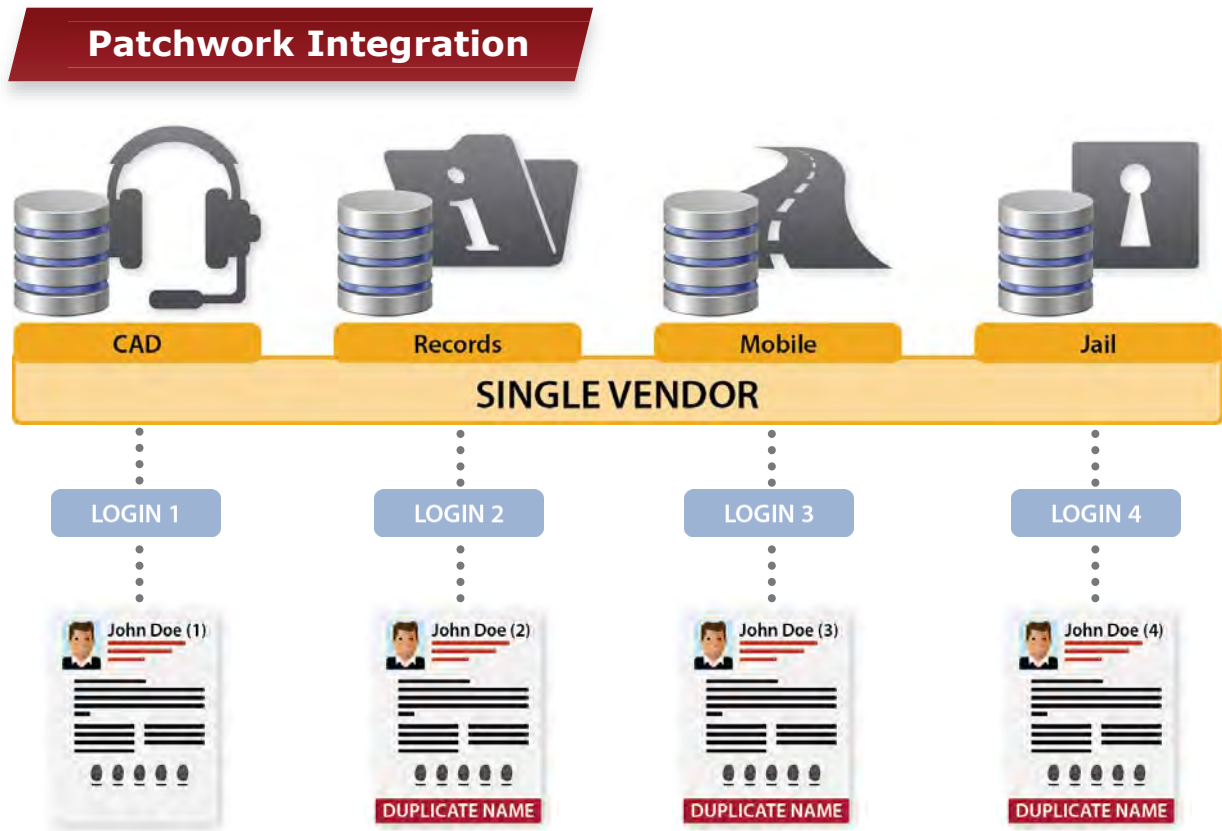 Patchwork Integration
CAD
Records
Mobile
Jail
SINGLE VENDOR
LOGIN 1
LOGIN 2
LOGIN 3
LOGIN 4
John Doe (1)
John Doe (2)
John Doe (3)
John Doe (4)
DUPLICATE NAME
DUPLICATE NAME
DUPLICATE NAME